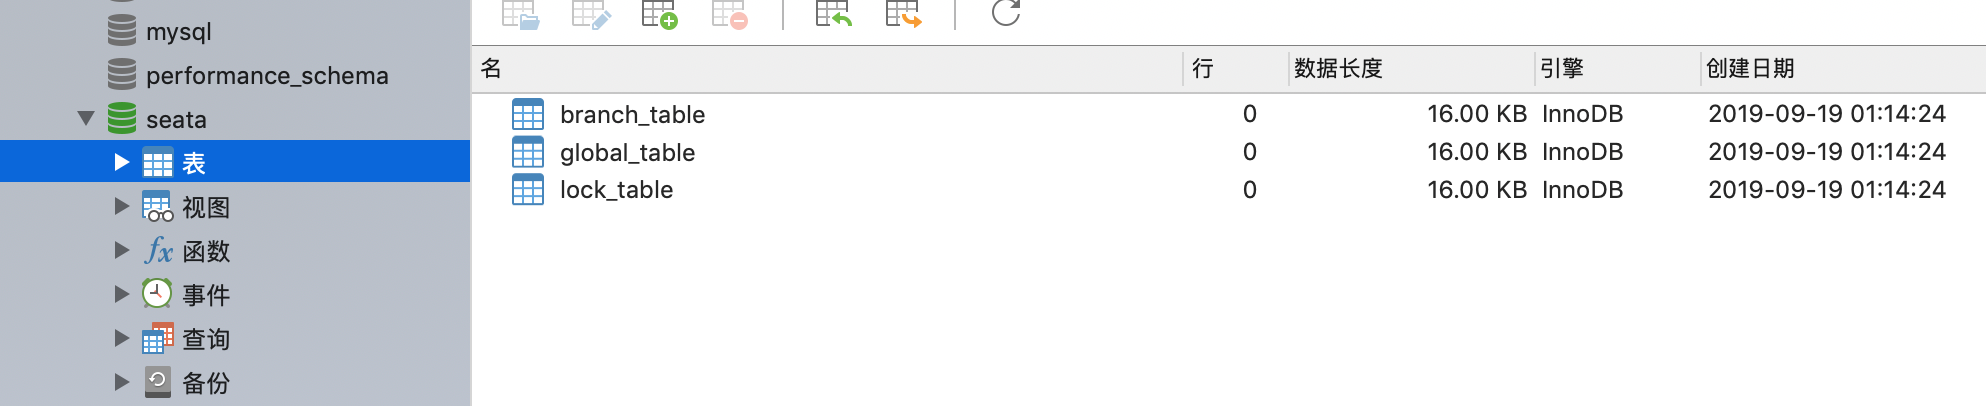 mysql
performance_schema
seata
表
视图
fx 函数
事件
查询
备份
名 行 数据长度 引擎 创建日期
branch_table 0 16.00 KB InnoDB 2019-09-19 01:14:24
global_table 0 16.00 KB InnoDB 2019-09-19 01:14:24
lock_table 0 16.00 KB InnoDB 2019-09-19 01:14:24